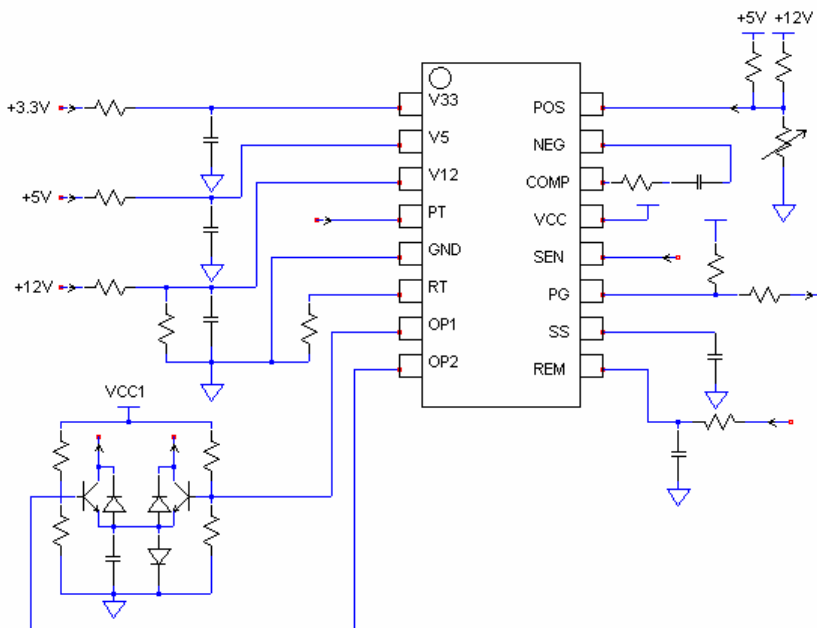 +5V +12V
+3.3V
+5V
+12V
V33
V5
V12
PT
GND
RT
OP1
OP2
POS
NEG
COMP
VCC
SEN
PG
SS
REM
VCC1